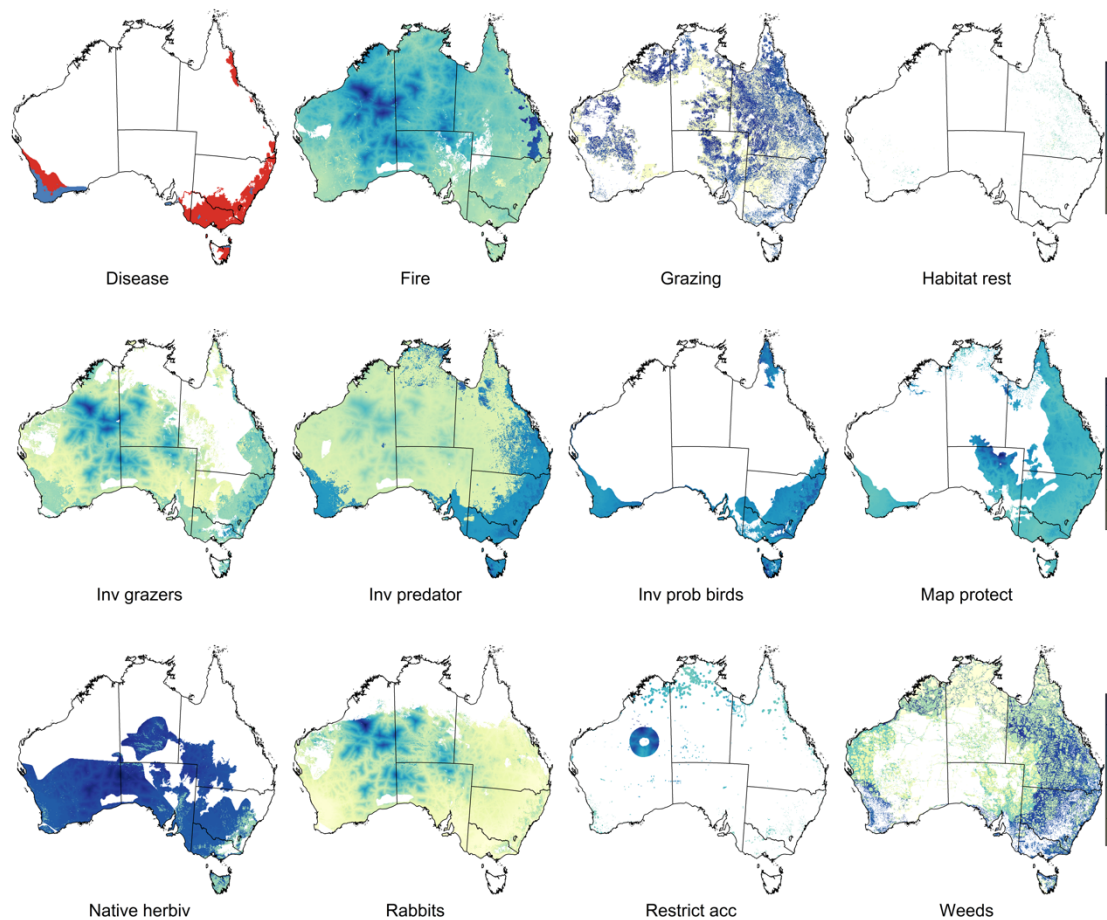 Disease
Fire
Grazing
Habitat rest
Inv grazers
Inv predator
Inv prob birds
Map protect
Native herbiv
Rabbits
Restrict acc
Weeds